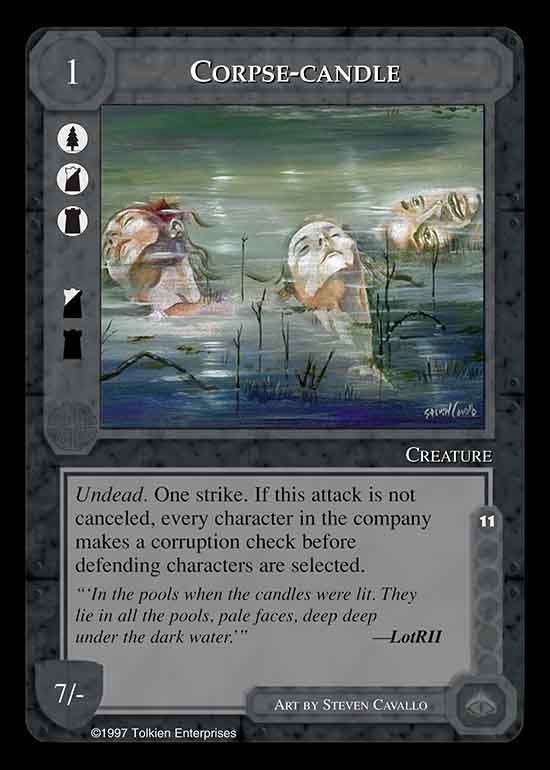 1
CORPSE-CANDLE
STEVEN Cavallo
CREATURE
Undead. One strike. If this attack is not
canceled, every character in the company
makes a corruption check before
defending characters are selected.
11
“‘In the pools when the candles were lit. They
lie in all the pools, pale faces, deep deep
under the dark water.’”   —LotRII
7/-
ART BY STEVEN CAVALLO
©1997 Tolkien Enterprises